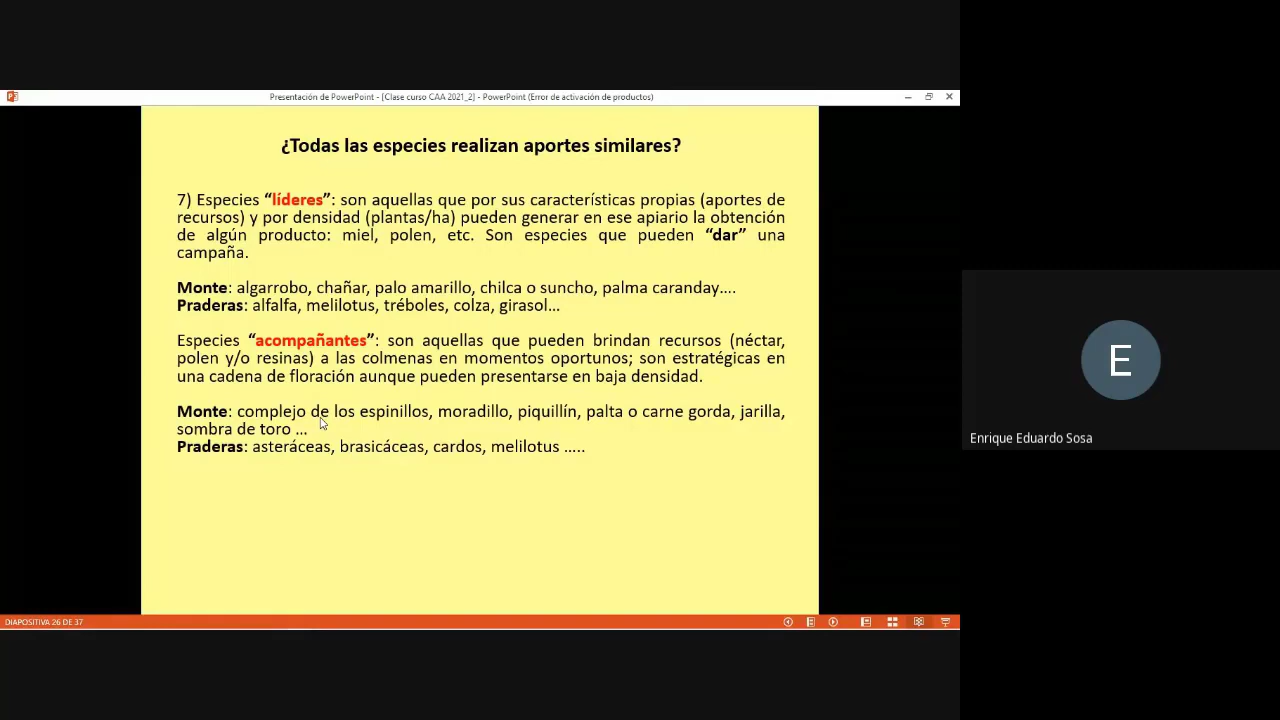 Presentación de PowerPoint - [Clase curso CAA 2021_2] - PowerPoint (Error de activación de productos)
¿Todas las especies realizan aportes similares?
7) Especies “líderes”: son aquellas que por sus características propias (aportes de
recursos) y por densidad (plantas/ha) pueden generar en ese apiario la obtención
de algún producto: miel, polen, etc. Son especies que pueden “dar” una
campaña.
Monte: algarrobo, chañar, palo amarillo, chilca o suncho, palma caranday....
Praderas: alfalfa, melilotus, tréboles, colza, girasol...
Especies “acompañantes”: son aquellas que pueden brindan recursos (néctar,
polen y/o resinas) a las colmenas en momentos oportunos; son estratégicas en
una cadena de floración aunque pueden presentarse en baja densidad.
Monte: complejo de los espinillos, moradillo, piquillín, palta o carne gorda, jarilla,
sombra de toro ...
Praderas: asteráceas, brasicáceas, cardos, melilotus .....
DIAPOSITIVA 26 DE 37
E
Enrique Eduardo Sosa